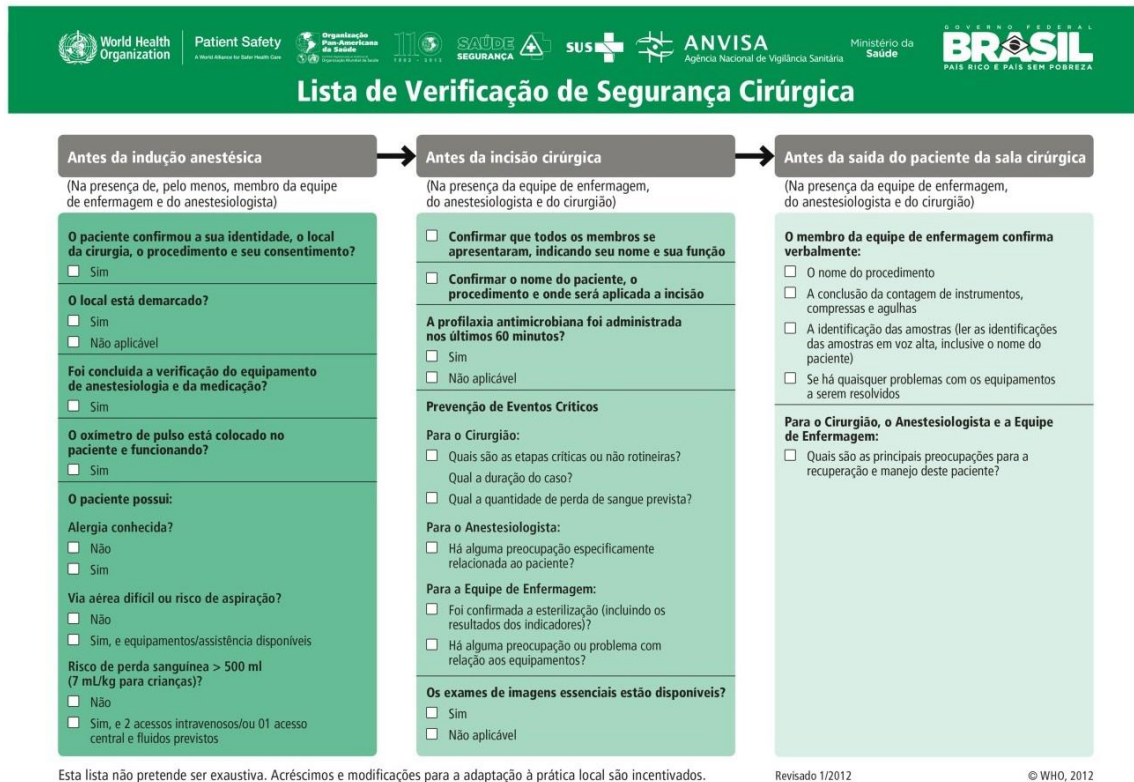 World Health
Organization
Patient Safety
A World Alliance for Safer Health Care
Organização
Pan-Americana
da Saúde
110
1902 - 2012
SAÚDE
SEGURANÇA
SUS
ANVISA
Agência Nacional de Vigilância Sanitária
Ministério da
Saúde
GOVERNO FEDERAL
BRASIL
PAÍS RICO É PAÍS SEM POBREZA
Lista de Verificação de Segurança Cirúrgica
Antes da indução anestésica
(Na presença de, pelo menos, membro da equipe
de enfermagem e do anestesiologista)
O paciente confirmou a sua identidade, o local
da cirurgia, o procedimento e seu consentimento?
Sim
O local está demarcado?
Sim
Não aplicável
Foi concluída a verificação do equipamento
de anestesiologia e da medicação?
Sim
O oxímetro de pulso está colocado no
paciente e funcionando?
Sim
O paciente possui:
Alergia conhecida?
Não
Sim
Via aérea difícil ou risco de aspiração?
Não
Sim, e equipamentos/assistência disponíveis
Risco de perda sanguínea > 500 ml
(7 mL/kg para crianças)?
Não
Sim, e 2 acessos intravenosos/ou 01 acesso
central e fluidos previstos
Antes da incisão cirúrgica
(Na presença da equipe de enfermagem,
do anestesiologista e do cirurgião)
Confirmar que todos os membros se
apresentaram, indicando seu nome e sua função
Confirmar o nome do paciente, o
procedimento e onde será aplicada a incisão
A profilaxia antimicrobiana foi administrada
nos últimos 60 minutos?
Sim
Não aplicável
Prevenção de Eventos Críticos
Para o Cirurgião:
Quais são as etapas críticas ou não rotineiras?
Qual a duração do caso?
Qual a quantidade de perda de sangue prevista?
Para o Anestesiologista:
Há alguma preocupação especificamente
relacionada ao paciente?
Para a Equipe de Enfermagem:
Foi confirmada a esterilização (incluindo os
resultados dos indicadores)?
Há alguma preocupação ou problema com
relação aos equipamentos?
Os exames de imagens essenciais estão disponíveis?
Sim
Não aplicável
Antes da saída do paciente da sala cirúrgica
(Na presença da equipe de enfermagem,
do anestesiologista e do cirurgião)
O membro da equipe de enfermagem confirma
verbalmente:
O nome do procedimento
A conclusão da contagem de instrumentos,
compressas e agulhas
A identificação das amostras (ler as identificações
das amostras em voz alta, inclusive o nome do
paciente)
Se há quaisquer problemas com os equipamentos
a serem resolvidos
Para o Cirurgião, o Anestesiologista e a Equipe
de Enfermagem:
Quais são as principais preocupações para a
recuperação e manejo deste paciente?
Esta lista não pretende ser exaustiva. Acréscimos e modificações para a adaptação à prática local são incentivados.
Revisado 1/2012
© WHO, 2012